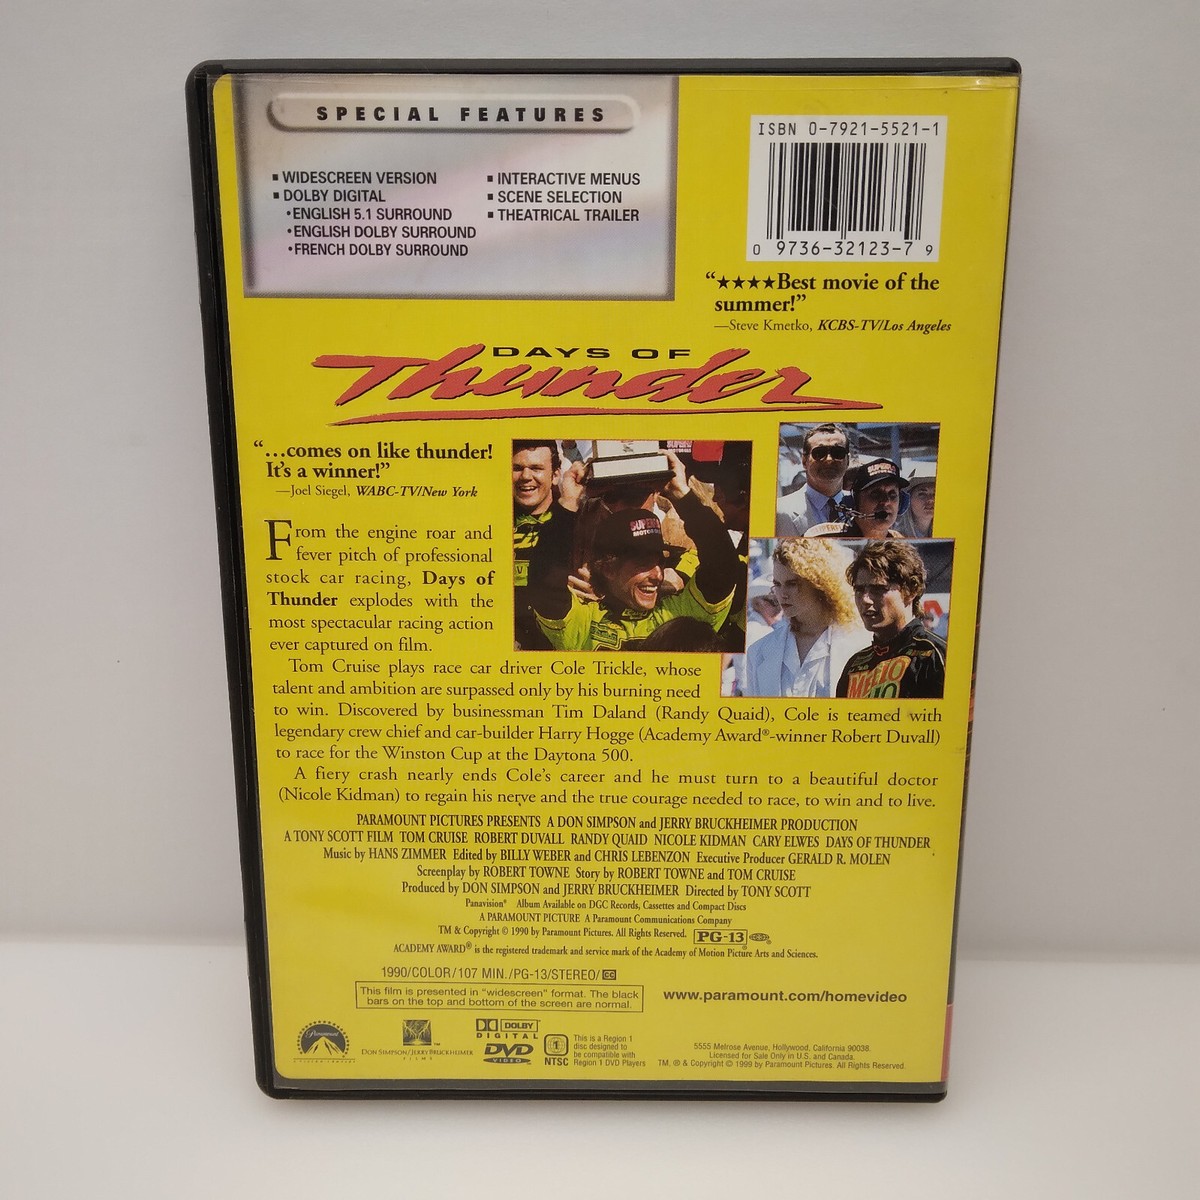 SPECIAL FEATURES
▪ WIDESCREEN VERSION
▪ DOLBY DIGITAL
•ENGLISH 5.1 SURROUND
•ENGLISH DOLBY SURROUND
•FRENCH DOLBY SURROUND
▪ INTERACTIVE MENUS
▪ SCENE SELECTION
▪ THEATRICAL TRAILER
ISBN 0-7921-5521-1
0 9736-32123-7 9
“★★★★Best movie of the
summer!”
—Steve Kmetko, KCBS-TV/Los Angeles
DAYS OF
Thunder
“...comes on like thunder!
It's a winner!”
—Joel Siegel, WABC-TV/New York
From the engine roar and
fever pitch of professional
stock car racing, Days of
Thunder explodes with the
most spectacular racing action
ever captured on film.
Tom Cruise plays race car driver Cole Trickle, whose
talent and ambition are surpassed only by his burning need
to win. Discovered by businessman Tim Daland (Randy Quaid), Cole is teamed with
legendary crew chief and car-builder Harry Hogge (Academy Award®-winner Robert Duvall)
to race for the Winston Cup at the Daytona 500.
A fiery crash nearly ends Cole's career and he must turn to a beautiful doctor
(Nicole Kidman) to regain his nerve and the true courage needed to race, to win and to live.
MELLO
PARAMOUNT PICTURES PRESENTS A DON SIMPSON and JERRY BRUCKHEIMER PRODUCTION
A TONY SCOTT FILM TOM CRUISE ROBERT DUVALL RANDY QUAID NICOLE KIDMAN CARY ELWES DAYS OF THUNDER
Music by HANS ZIMMER Edited by BILLY WEBER and CHRIS LEBENZON Executive Producer GERALD R. MOLEN
Screenplay by ROBERT TOWNE Story by ROBERT TOWNE and TOM CRUISE
Produced by DON SIMPSON and JERRY BRUCKHEIMER Directed by TONY SCOTT
Panavision® Album Available on DGC Records, Cassettes and Compact Discs
A PARAMOUNT PICTURE A Paramount Communications Company
TM & Copyright © 1990 by Paramount Pictures. All Rights Reserved. PG-13
ACADEMY AWARD® is the registered trademark and service mark of the Academy of Motion Picture Arts and Sciences.
1990/COLOR/107 MIN./PG-13/STEREO/CC
This film is presented in "widescreen" format. The black
bars on the top and bottom of the screen are normal.
www.paramount.com/homevideo
Paramount
DON SIMPSON/JERRY BRUCKHEIMER
FILMS
DOLBY
DIGITAL
DVD
VIDEO
1
NTSC
This is a Region 1
disc designed to
be compatible with
Region 1 DVD Players
5555 Melrose Avenue, Hollywood, California 90038.
Licensed for Sale Only in U.S. and Canada.
TM, ® & Copyright © 1999 by Paramount Pictures. All Rights Reserved.